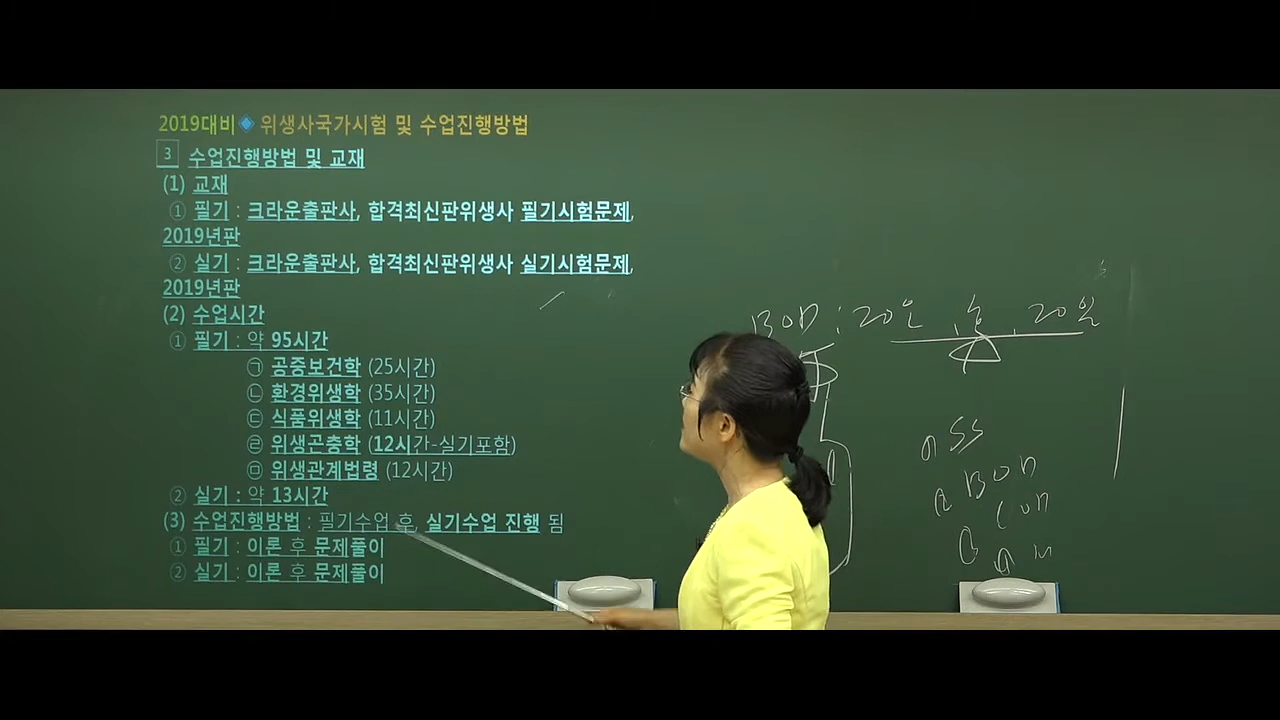 2019대비◈ 위생사국가시험 및 수업진행방법
3 수업진행방법 및 교재
(1) 교재
① 필기 : 크라운출판사, 합격최신판위생사 필기시험문제,
2019년판
② 실기 : 크라운출판사, 합격최신판위생사 실기시험문제,
2019년판
(2) 수업시간
① 필기 : 약 95시간
㉠ 공중보건학 (25시간)
㉡ 환경위생학 (35시간)
㉢ 식품위생학 (11시간)
㉣ 위생곤충학 (12시간-실기포함)
㉤ 위생관계법령 (12시간)
② 실기 : 약 13시간
(3) 수업진행방법 : 필기수업 후, 실기수업 진행 됨
① 필기 : 이론 후 문제풀이
② 실기 : 이론 후 문제풀이
BOD : 20일 20일
SS
BOD